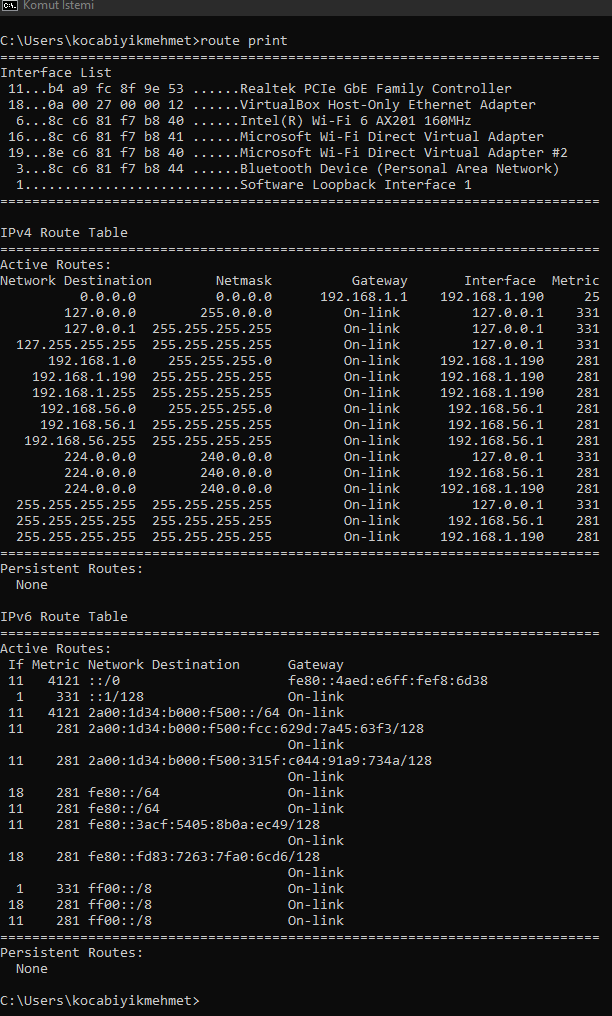 Komut İstemi
C:\Users\kocabiyikmehmet>route print
===========================================================================
Interface List
 11...b4 a9 fc 8f 9e 53 ......Realtek PCIe GbE Family Controller
 18...0a 00 27 00 00 12 ......VirtualBox Host-Only Ethernet Adapter
  6...8c c6 81 f7 b8 40 ......Intel(R) Wi-Fi 6 AX201 160MHz
 16...8c c6 81 f7 b8 41 ......Microsoft Wi-Fi Direct Virtual Adapter
 19...8e c6 81 f7 b8 40 ......Microsoft Wi-Fi Direct Virtual Adapter #2
  3...8c c6 81 f7 b8 44 ......Bluetooth Device (Personal Area Network)
  1...........................Software Loopback Interface 1
===========================================================================
IPv4 Route Table
===========================================================================
Active Routes:
Network Destination        Netmask          Gateway       Interface  Metric
          0.0.0.0          0.0.0.0      192.168.1.1    192.168.1.190     25
        127.0.0.0        255.0.0.0         On-link         127.0.0.1    331
        127.0.0.1  255.255.255.255         On-link         127.0.0.1    331
  127.255.255.255  255.255.255.255         On-link         127.0.0.1    331
      192.168.1.0    255.255.255.0         On-link     192.168.1.190    281
    192.168.1.190  255.255.255.255         On-link     192.168.1.190    281
    192.168.1.255  255.255.255.255         On-link     192.168.1.190    281
     192.168.56.0    255.255.255.0         On-link      192.168.56.1    281
     192.168.56.1  255.255.255.255         On-link      192.168.56.1    281
   192.168.56.255  255.255.255.255         On-link      192.168.56.1    281
        224.0.0.0        240.0.0.0         On-link         127.0.0.1    331
        224.0.0.0        240.0.0.0         On-link      192.168.56.1    281
        224.0.0.0        240.0.0.0         On-link     192.168.1.190    281
  255.255.255.255  255.255.255.255         On-link         127.0.0.1    331
  255.255.255.255  255.255.255.255         On-link      192.168.56.1    281
  255.255.255.255  255.255.255.255         On-link     192.168.1.190    281
===========================================================================
Persistent Routes:
  None
IPv6 Route Table
===========================================================================
Active Routes:
 If Metric Network Destination      Gateway
 11   4121 ::/0                     fe80::4aed:e6ff:fef8:6d38
  1    331 ::1/128                  On-link
 11   4121 2a00:1d34:b000:f500::/64 On-link
 11    281 2a00:1d34:b000:f500:fcc:629d:7a45:63f3/128
                                    On-link
 11    281 2a00:1d34:b000:f500:315f:c044:91a9:734a/128
                                    On-link
 18    281 fe80::/64                On-link
 11    281 fe80::/64                On-link
 11    281 fe80::3acf:5405:8b0a:ec49/128
                                    On-link
 18    281 fe80::fd83:7263:7fa0:6cd6/128
                                    On-link
  1    331 ff00::/8                 On-link
 18    281 ff00::/8                 On-link
 11    281 ff00::/8                 On-link
===========================================================================
Persistent Routes:
  None
C:\Users\kocabiyikmehmet>